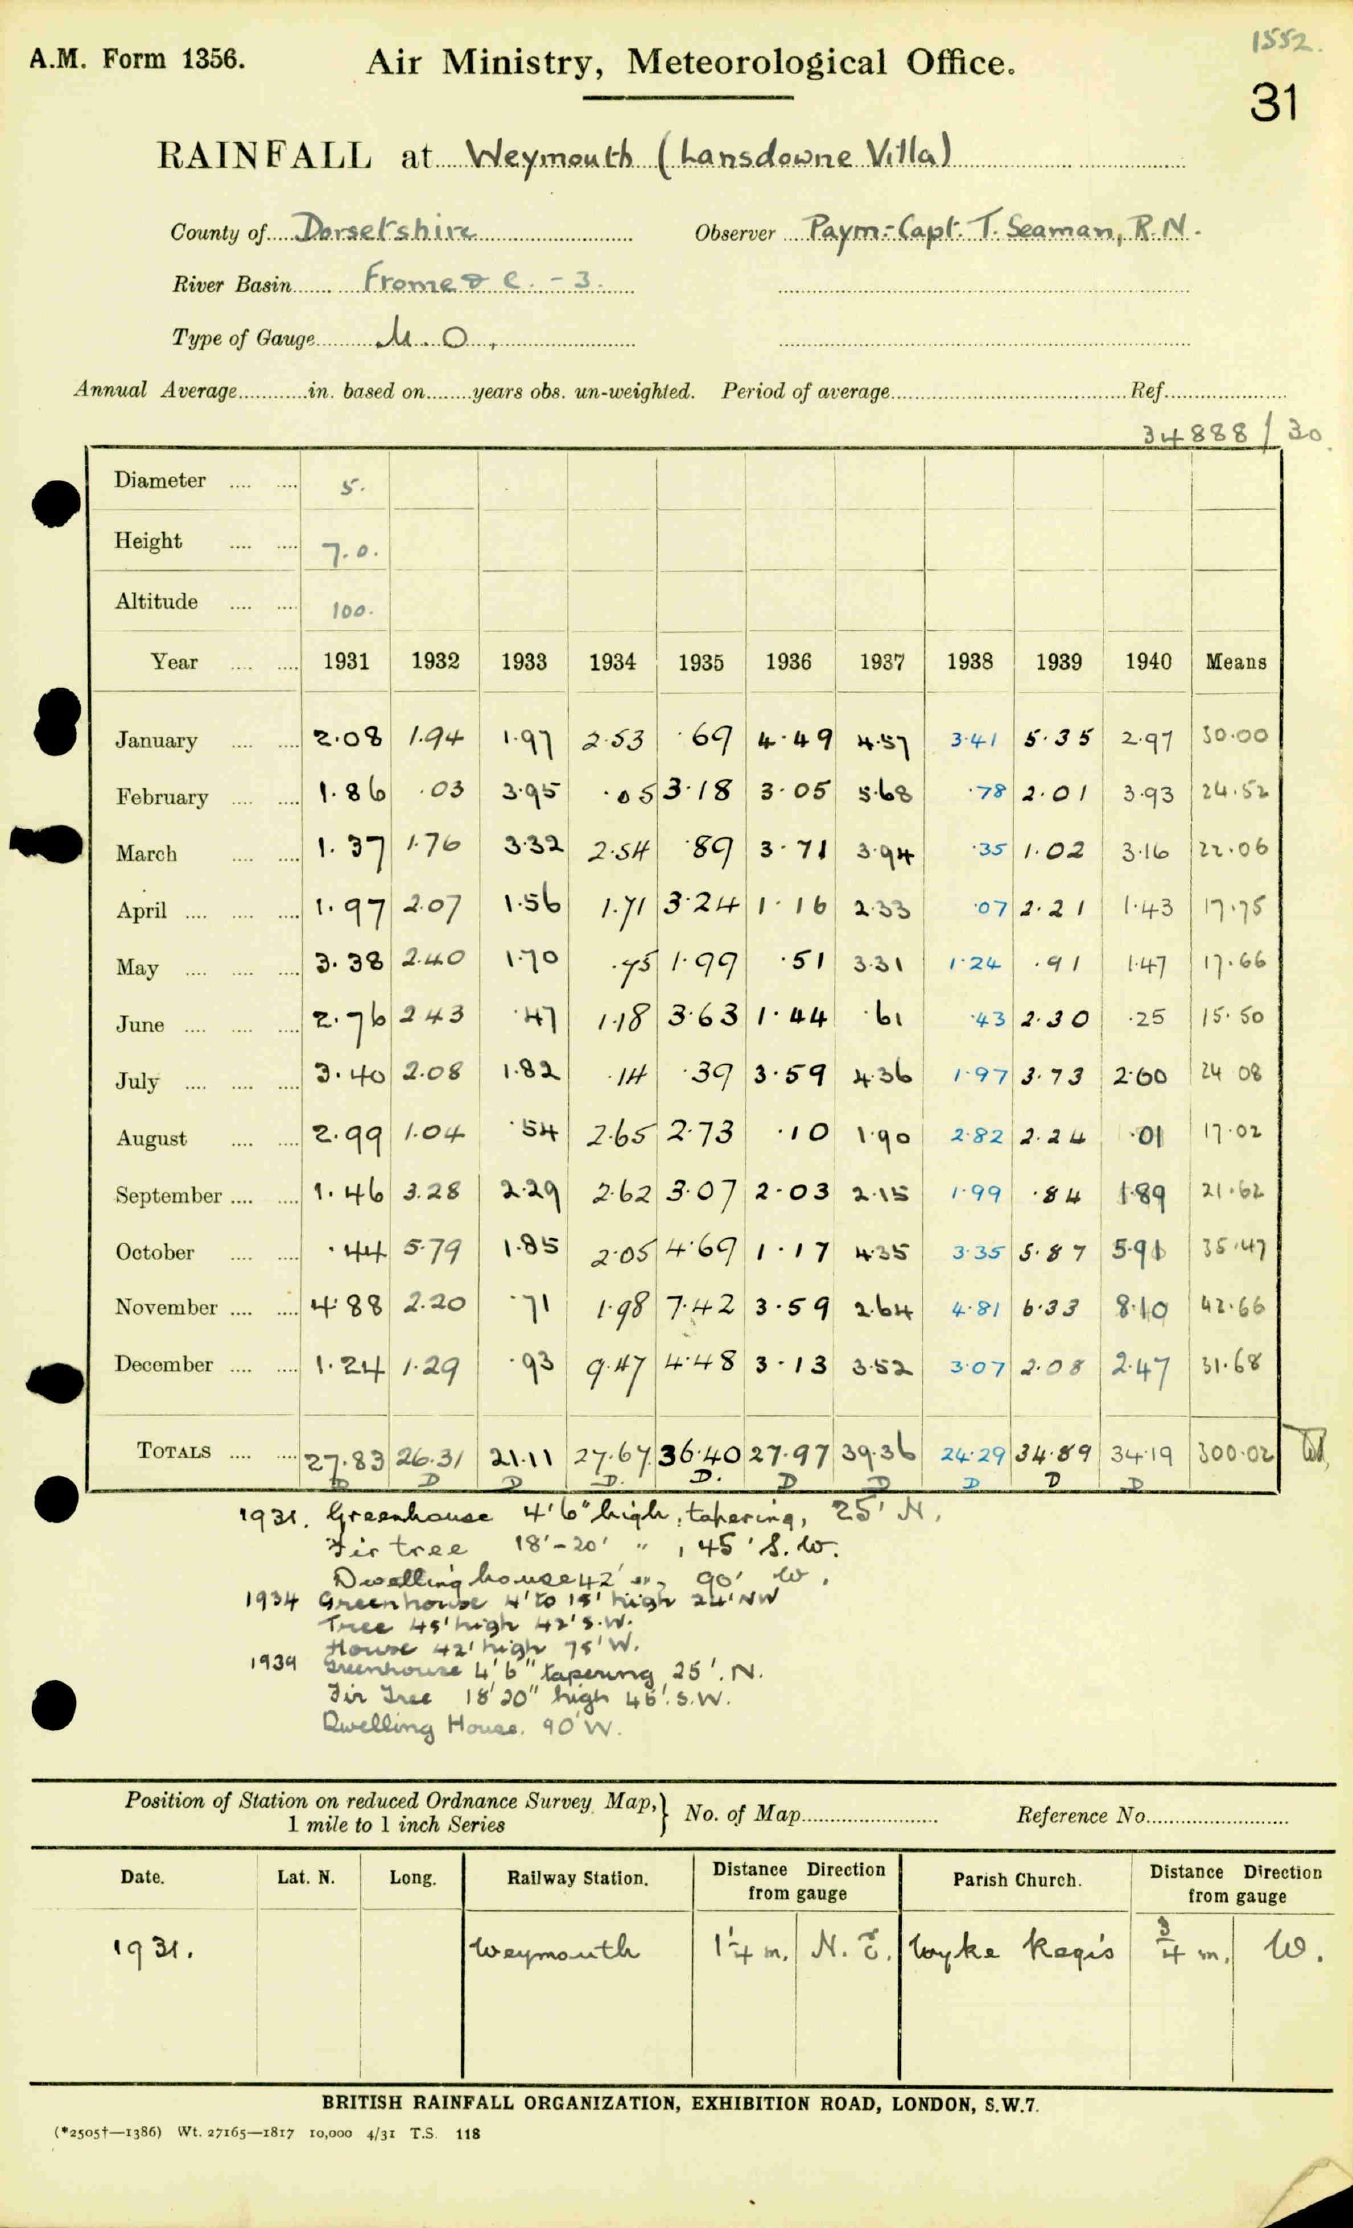 1552.
A.M. Form 1356. Air Ministry, Meteorological Office.
31
RAINFALL at Weymouth (Lansdowne Villa)
County of Dorsetshire Observer Paym:-Capt. T. Seaman, R.N.
River Basin Frome & c. - 3.
Type of Gauge M.O.
Annual Average............in. based on........years obs. un-weighted. Period of average............ Ref............
34888/30.
Diameter .... .... 5.
Height .... .... 7.0.
Altitude .... .... 100.
Year .... .... 1931 1932 1933 1934 1935 1936 1937 1938 1939 1940 Means
January .... .... 2.08 1.94 1.97 2.53 .69 4.49 4.57 3.41 5.35 2.97 30.00
February .... .... 1.86 .03 3.95 .05 3.18 3.05 5.68 .78 2.01 3.93 24.52
March .... .... 1.37 1.76 3.32 2.54 .89 3.71 3.94 .35 1.02 3.16 22.06
April .... .... .... 1.97 2.07 1.56 1.71 3.24 1.16 2.33 .07 2.21 1.43 17.75
May .... .... .... 3.38 2.40 1.70 .75 1.99 .51 3.31 1.24 .91 1.47 17.66
June .... .... .... 2.76 2.43 .47 1.18 3.63 1.44 .61 .43 2.30 .25 15.50
July .... .... .... 3.40 2.08 1.82 .14 .39 3.59 4.36 1.97 3.73 2.60 24 08
August .... .... 2.99 1.04 .54 2.65 2.73 .10 1.90 2.82 2.24 .01 17.02
September .... .... 1.46 3.28 2.29 2.62 3.07 2.03 2.15 1.99 .84 1.89 21.62
October .... .... .44 5.79 1.85 2.05 4.69 1.17 4.35 3.35 5.87 5.91 35.47
November .... .... 4.88 2.20 .71 1.98 7.42 3.59 2.64 4.81 6.33 8.10 42.66
December .... .... 1.24 1.29 .93 9.47 4.48 3.13 3.52 3.07 2.08 2.47 31.68
TOTALS .... .... 27.83 26.31 21.11 27.67 36.40 27.97 39.36 24.29 34.89 34.19 300.02
D D D D. D. D D D D D
1931. Greenhouse 4'6" high, tapering, 25' N.
Fir tree 18'-20' " , 45' S.W.
Dwelling house 42' " 90' W.
1934 Greenhouse 4' to 15' high 24' NW
Tree 45' high 42' S.W.
House 42' high 75' W.
1939 Greenhouse 4'6" tapering 25'. N.
Fir Tree 18'20" high 45'. S.W.
Dwelling House. 90'W.
Position of Station on reduced Ordnance Survey Map,} No. of Map............ Reference No............
1 mile to 1 inch Series
Date. Lat. N. Long. Railway Station. Distance Direction from gauge Parish Church. Distance Direction from gauge
1931. Weymouth 1¼ m. N.E. Wyke Regis ¾ m. W.
BRITISH RAINFALL ORGANIZATION, EXHIBITION ROAD, LONDON, S.W.7.
(*2505†—1386) Wt. 27165—1817 10,000 4/31 T.S. 118